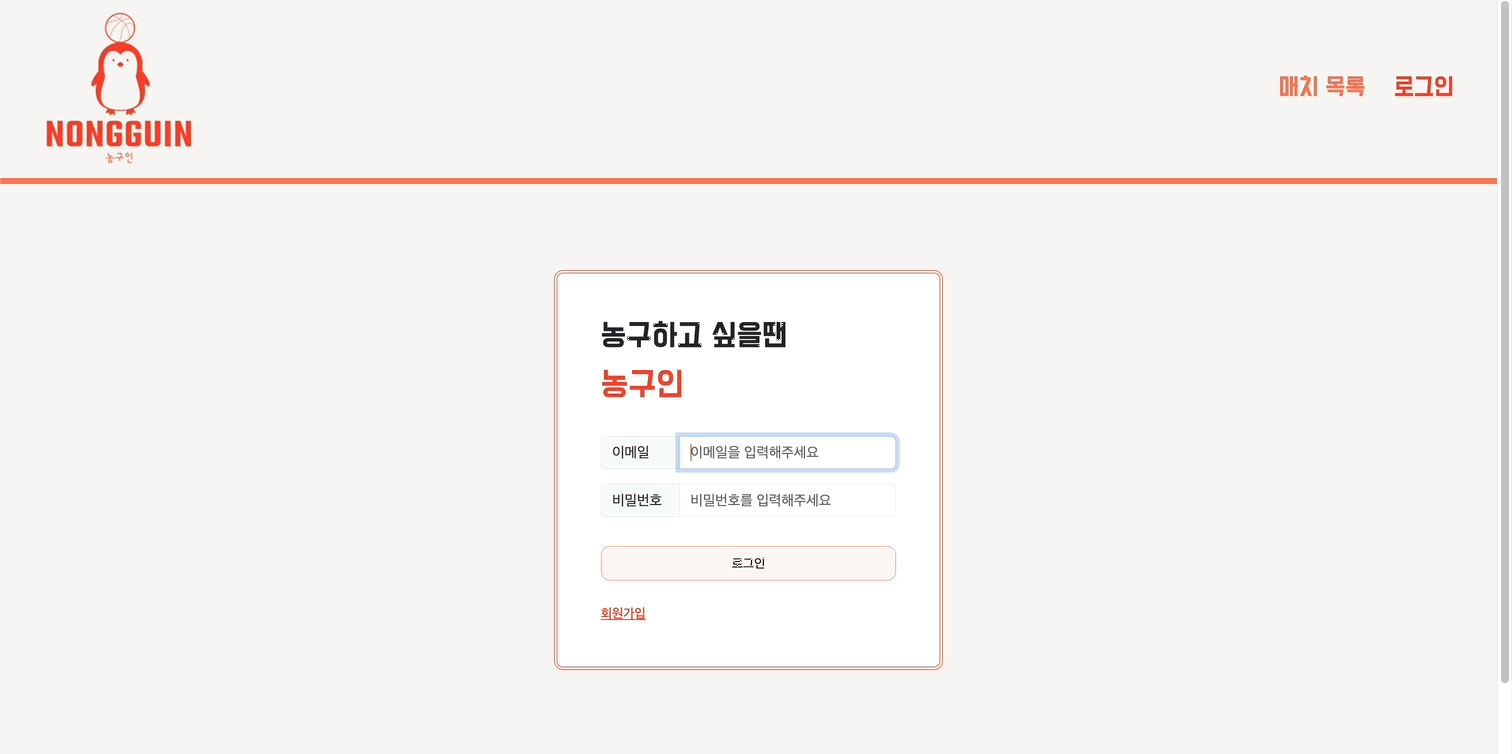 NONGGUIN
농구인
매치 목록
로그인
농구하고 싶을땐
농구인
이메일
이메일을 입력해주세요
비밀번호
비밀번호를 입력해주세요
로그인
회원가입